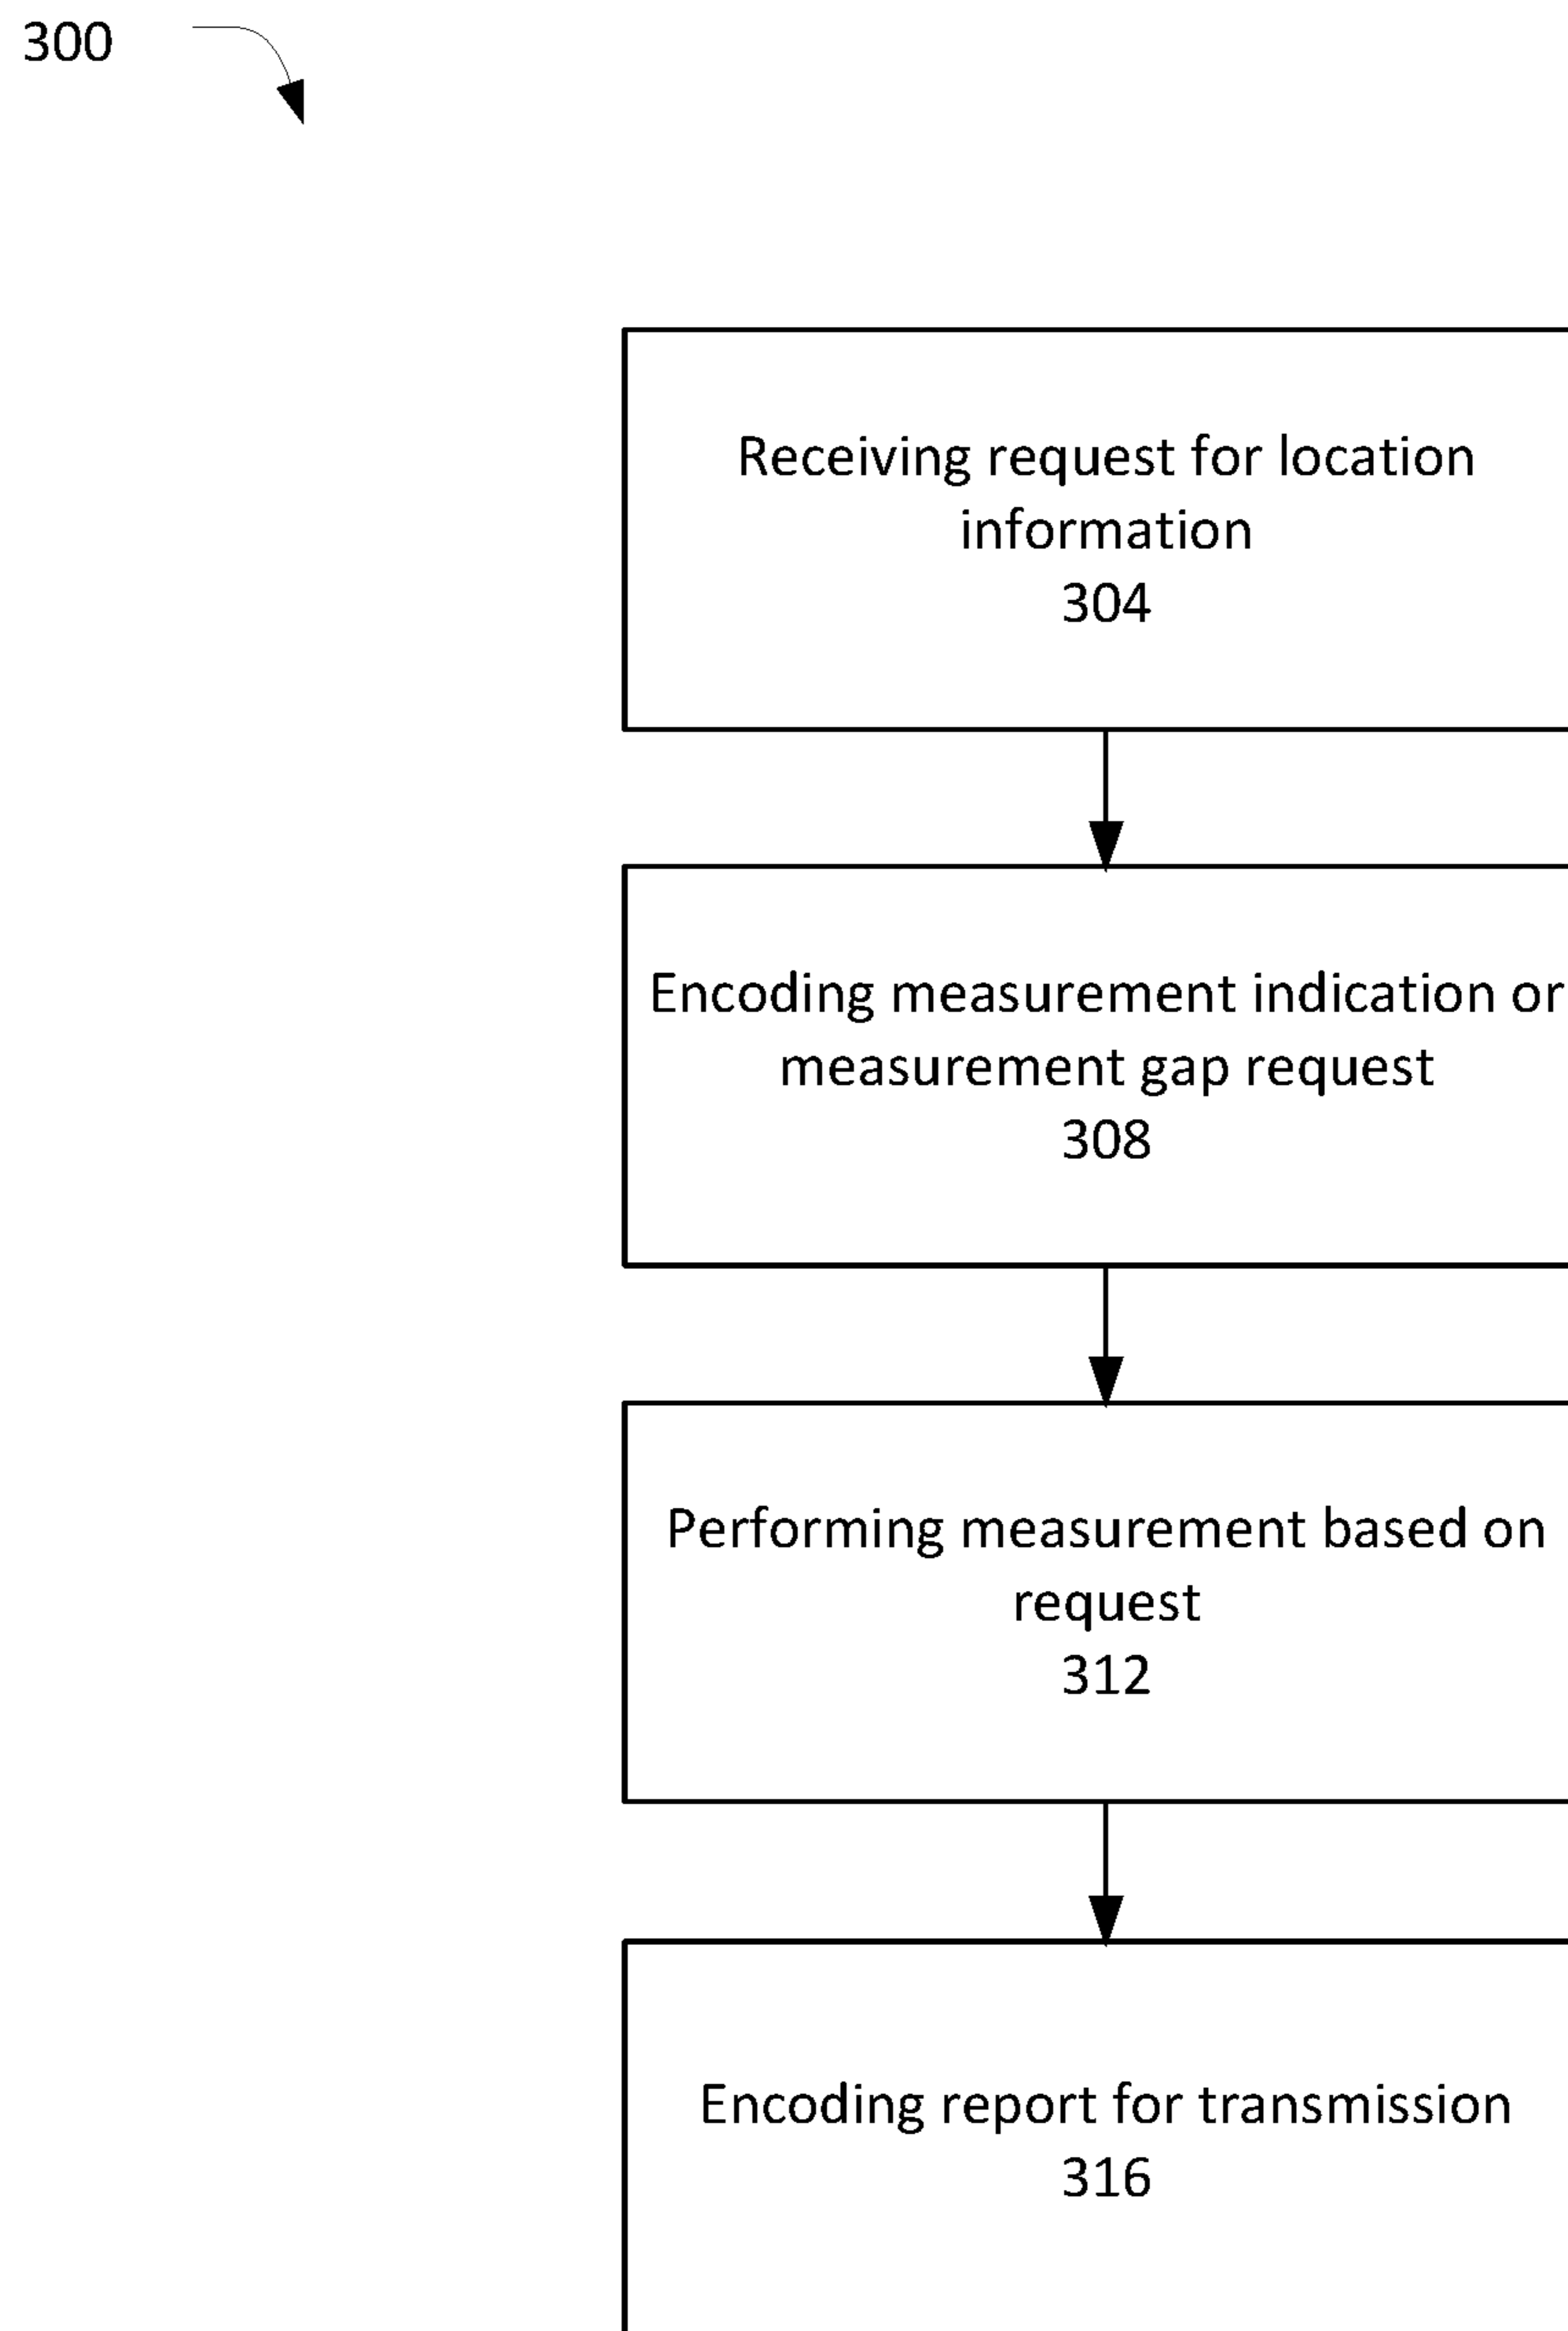 300
Receiving request for location
information
304
Encoding measurement indication or
measurement gap request
308
Performing measurement based on
request
312
Encoding report for transmission
316